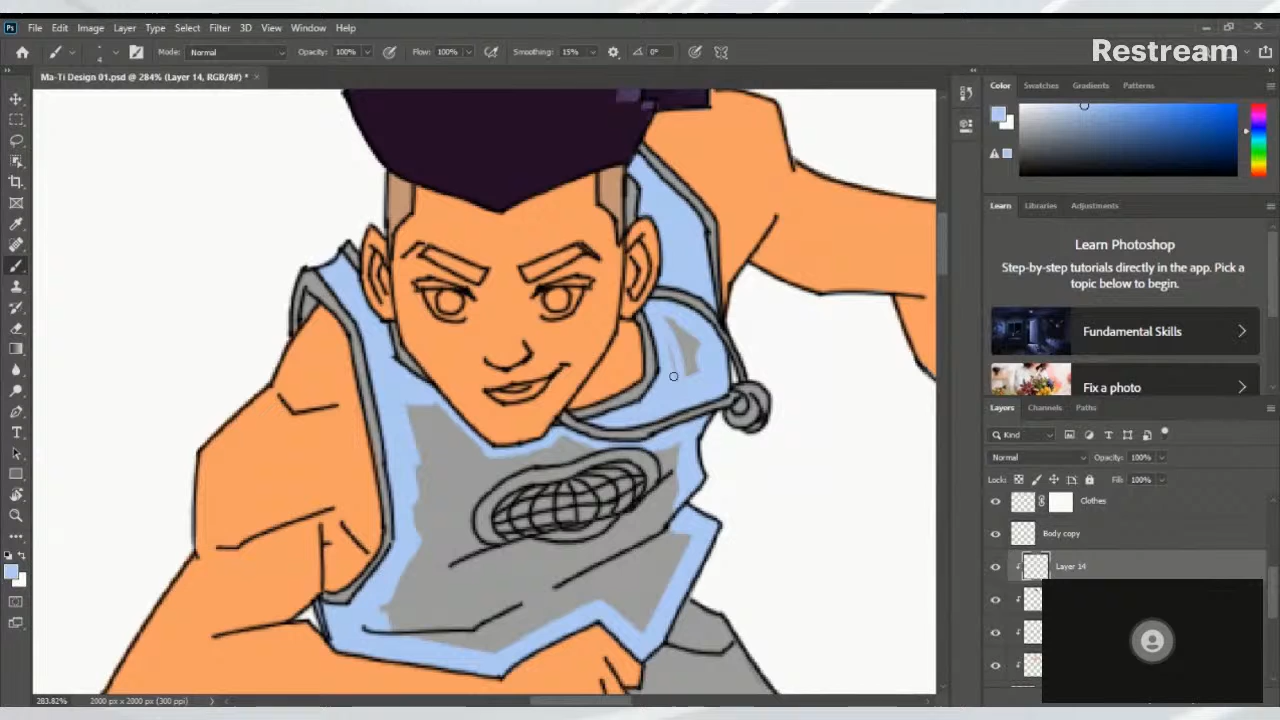 Ps File Edit Image Layer Type Select Filter 3D View Window Help
4 Mode: Normal Opacity: 100% Flow: 100% Smoothing: 15% 0°
Restream
Ma-Ti Design 01.psd @ 284% (Layer 14, RGB/8#) *
Color Swatches Gradients Patterns
Learn Libraries Adjustments
Learn Photoshop
Step-by-step tutorials directly in the app. Pick a
topic below to begin.
Fundamental Skills
Fix a photo
Layers Channels Paths
Kind
Normal Opacity: 100%
Lock: Fill: 100%
Clothes
Body copy
Layer 14
283.82% 2000 px x 2000 px (300 ppi)